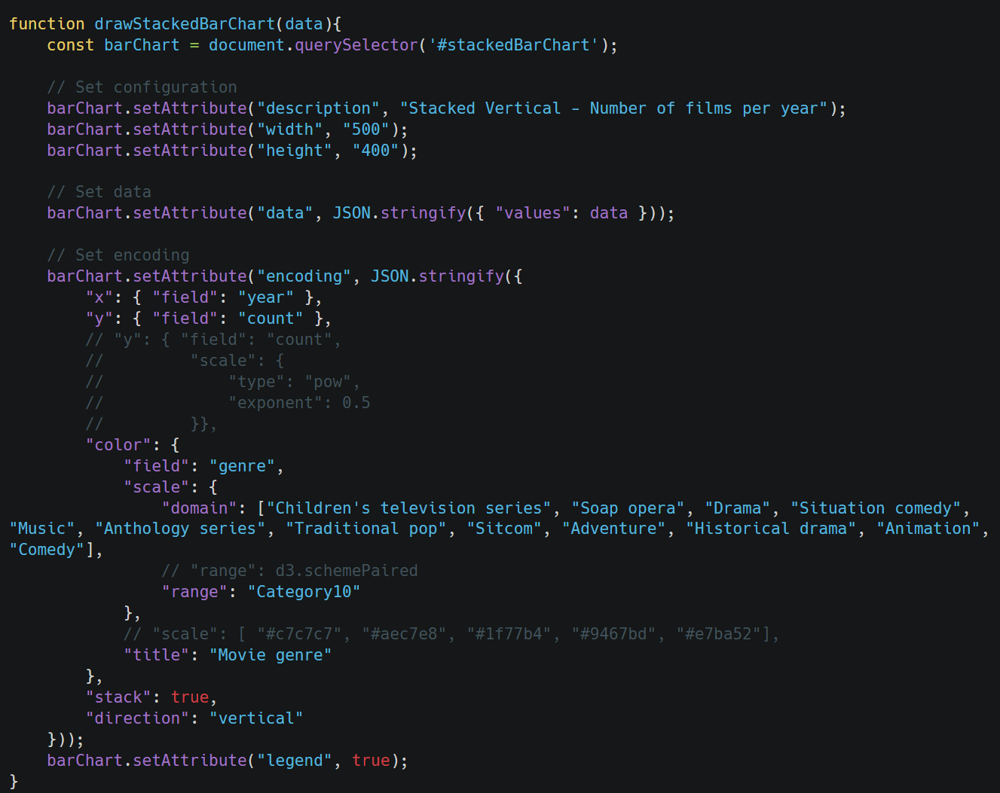 function drawStackedBarChart(data){
    const barChart = document.querySelector('#stackedBarChart');

    // Set configuration
    barChart.setAttribute("description", "Stacked Vertical - Number of films per year");
    barChart.setAttribute("width", "500");
    barChart.setAttribute("height", "400");

    // Set data
    barChart.setAttribute("data", JSON.stringify({ "values": data }));

    // Set encoding
    barChart.setAttribute("encoding", JSON.stringify({
        "x": { "field": "year" },
        "y": { "field": "count" },
        // "y": { "field": "count",
        //         "scale": {
        //             "type": "pow",
        //             "exponent": 0.5
        //         }},
        "color": {
            "field": "genre",
            "scale": {
                "domain": ["Children's television series", "Soap opera", "Drama", "Situation comedy",
"Music", "Anthology series", "Traditional pop", "Sitcom", "Adventure", "Historical drama", "Animation",
"Comedy"],
                // "range": d3.schemePaired
                "range": "Category10"
            },
            // "scale": [ "#c7c7c7", "#aec7e8", "#1f77b4", "#9467bd", "#e7ba52"],
            "title": "Movie genre"
        },
        "stack": true,
        "direction": "vertical"
    }));
    barChart.setAttribute("legend", true);
}